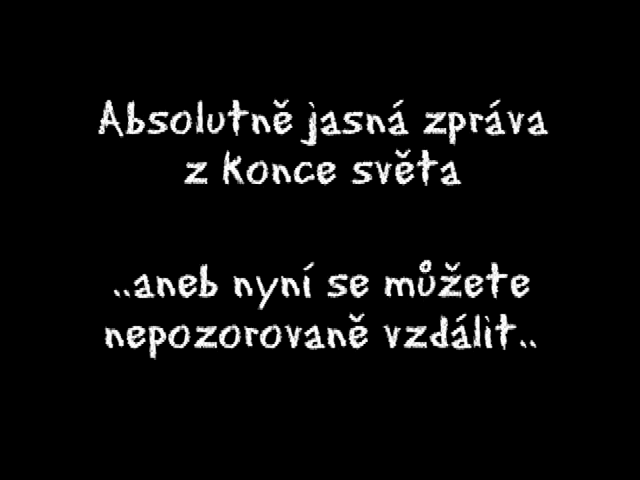 Absolutně jasná zpráva
z konce světa
..aneb nyní se můžete
nepozorovaně vzdálit..